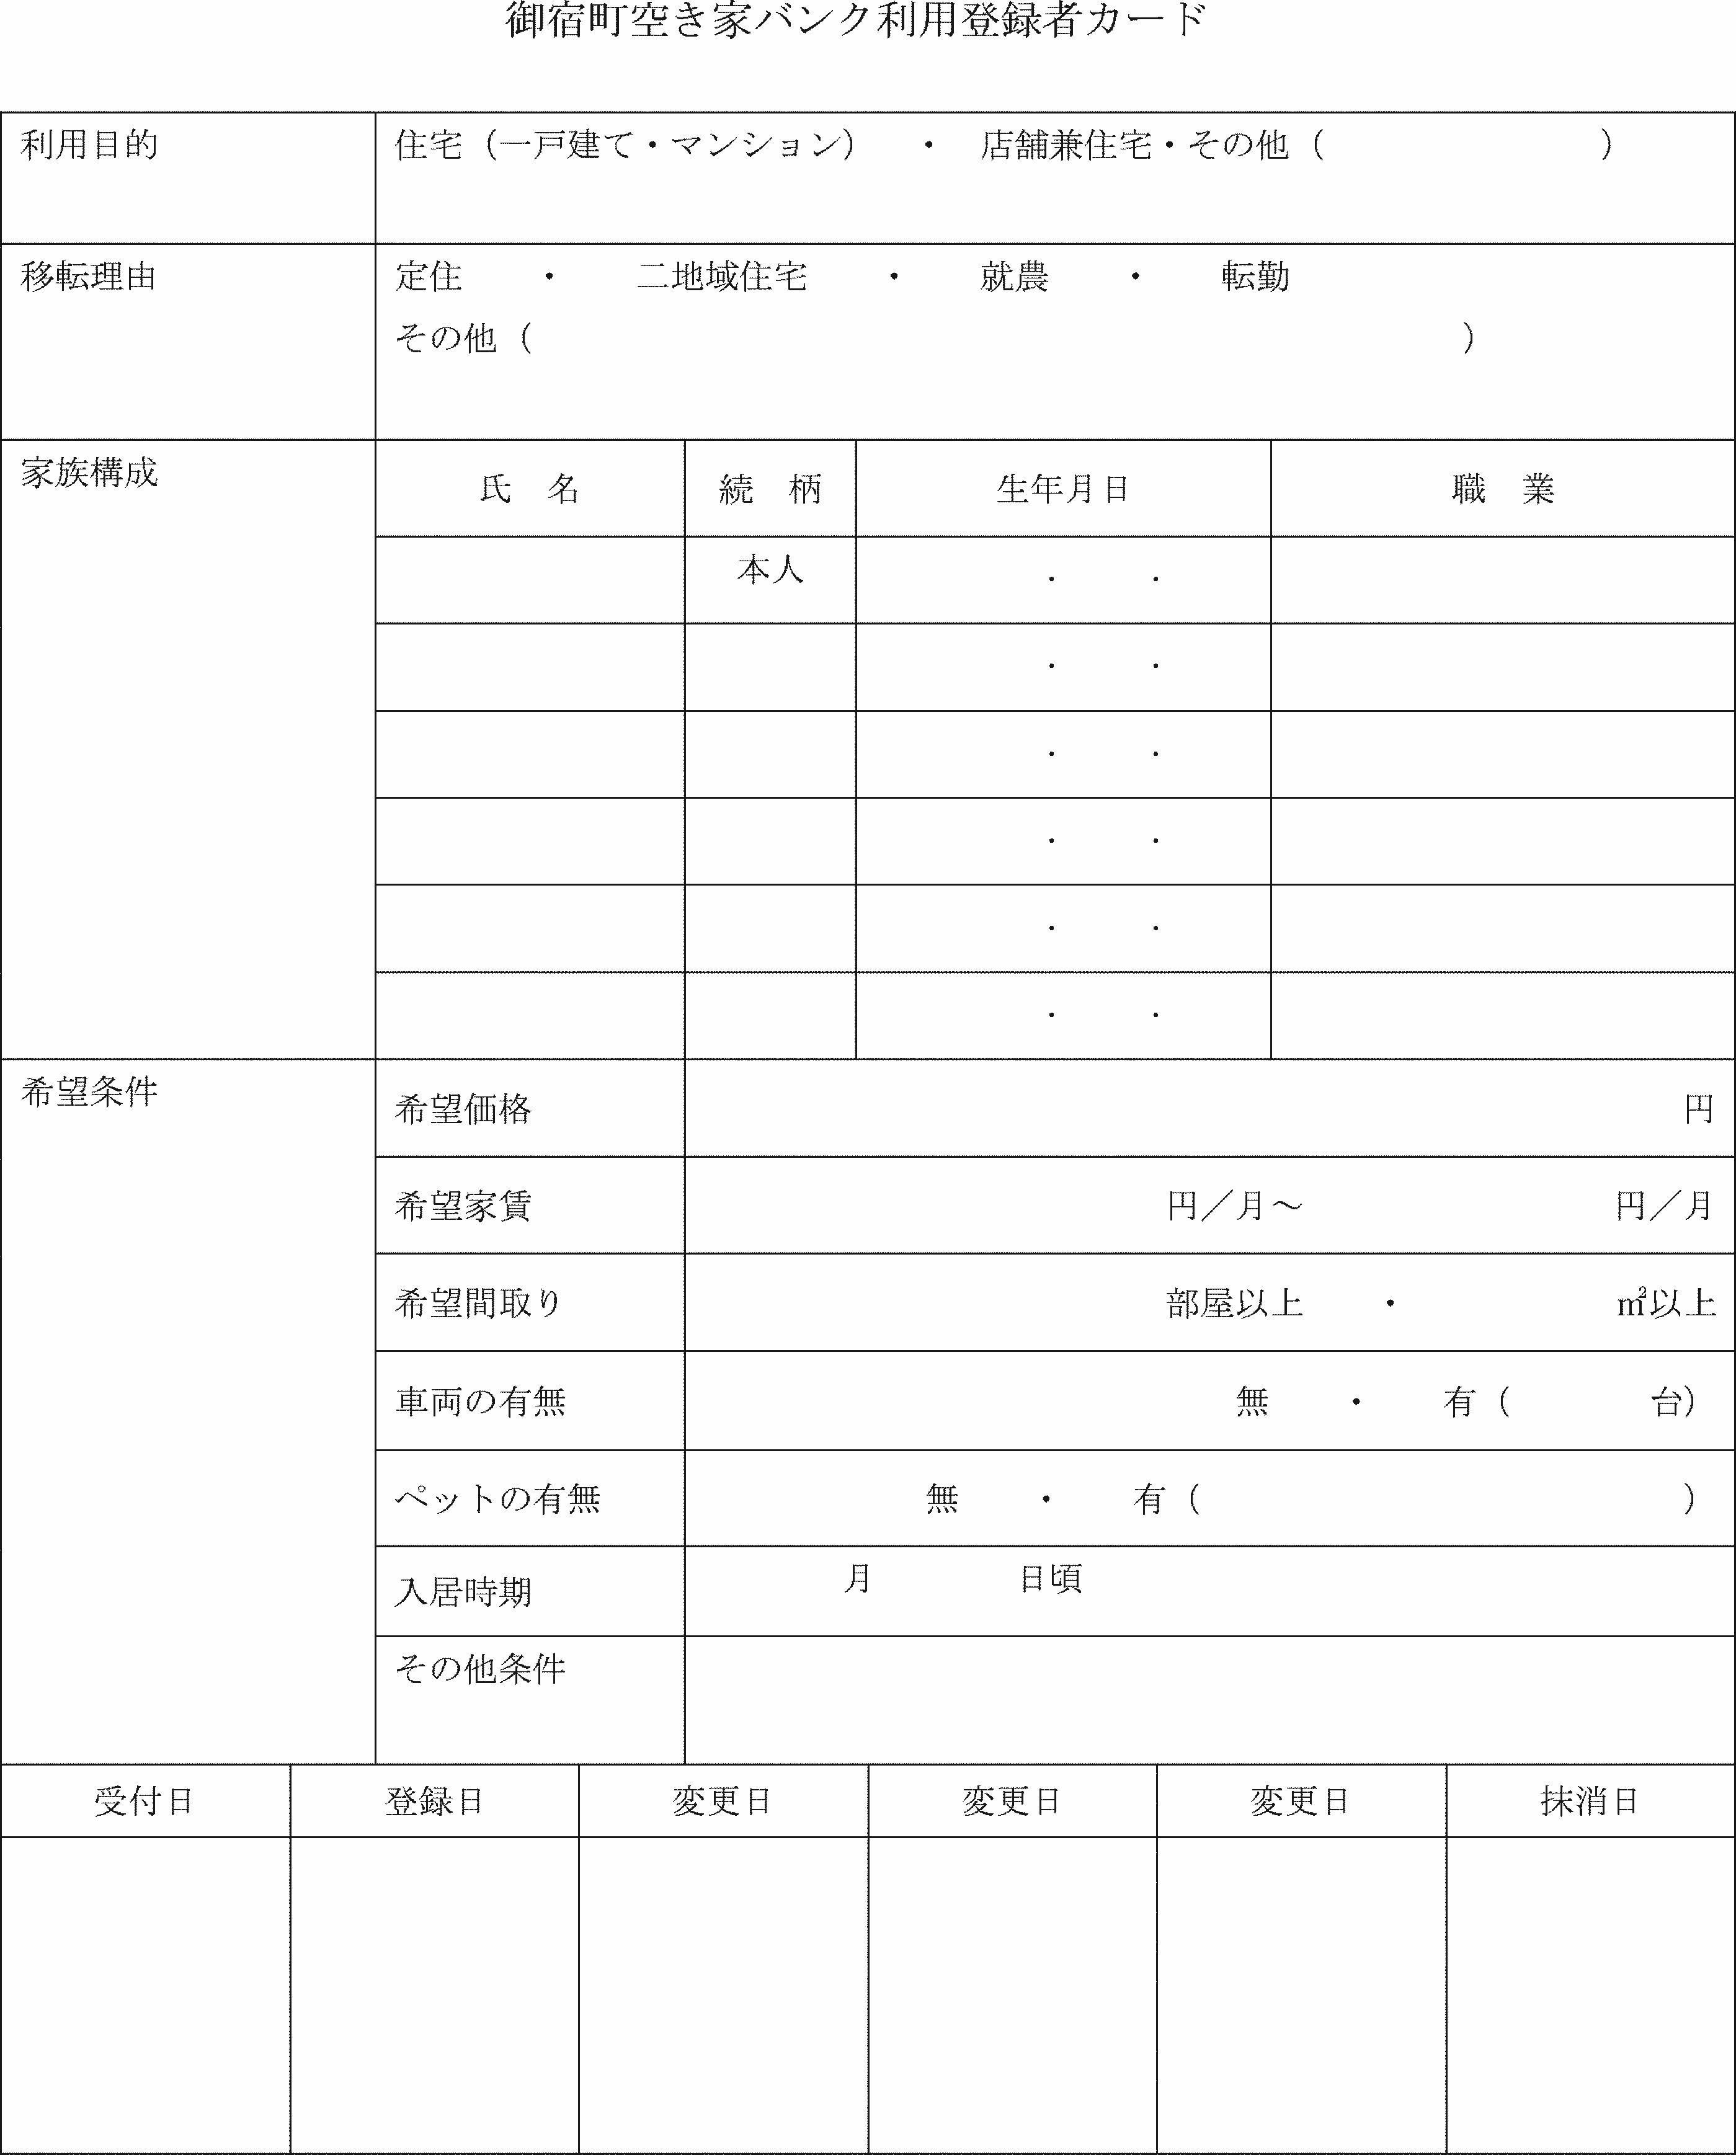 御宿町空き家バンク利用登録者カード
利用目的 住宅（一戸建て・マンション） ・ 店舗兼住宅・その他（ ）
移転理由 定住 ・ 二地域住宅 ・ 就農 ・ 転勤
その他（ ）
家族構成 氏 名 続 柄 生年月日 職 業
本人 ・ ・
・ ・
・ ・
・ ・
・ ・
・ ・
希望条件 希望価格 円
希望家賃 円／月～ 円／月
希望間取り 部屋以上 ・ ㎡以上
車両の有無 無 ・ 有（ 台）
ペットの有無 無 ・ 有（ ）
入居時期 月 日頃
その他条件
受付日 登録日 変更日 変更日 変更日 抹消日